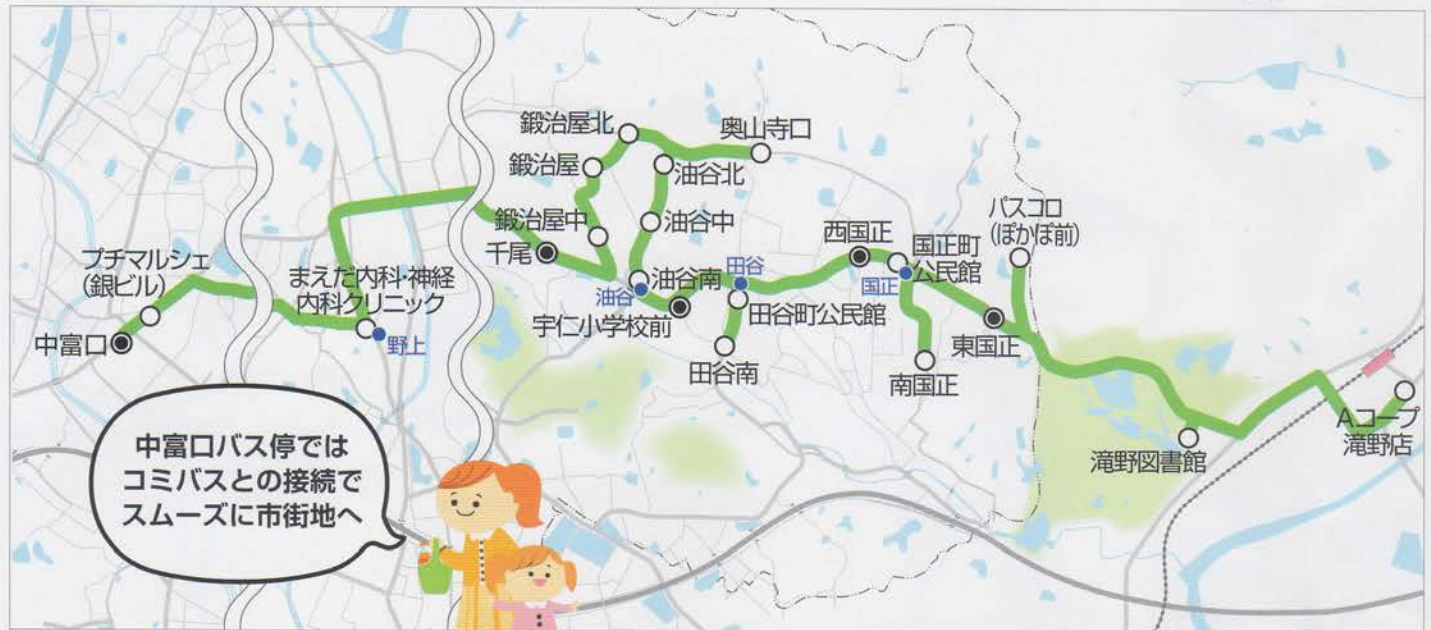 中富口
プチマルシェ
(銀ビル)
まえだ内科・神経
内科クリニック
野上
千尾
鍛治屋中
鍛治屋
鍛治屋北
奥山寺口
油谷北
油谷中
油谷南
油谷
宇仁小学校前
田谷
田谷町公民館
田谷南
西国正
国正町
公民館
国正
南国正
東国正
パスコロ
(ぽかぽ前)
滝野図書館
Aコープ
滝野店
中富口バス停では
コミバスとの接続で
スムーズに市街地へ